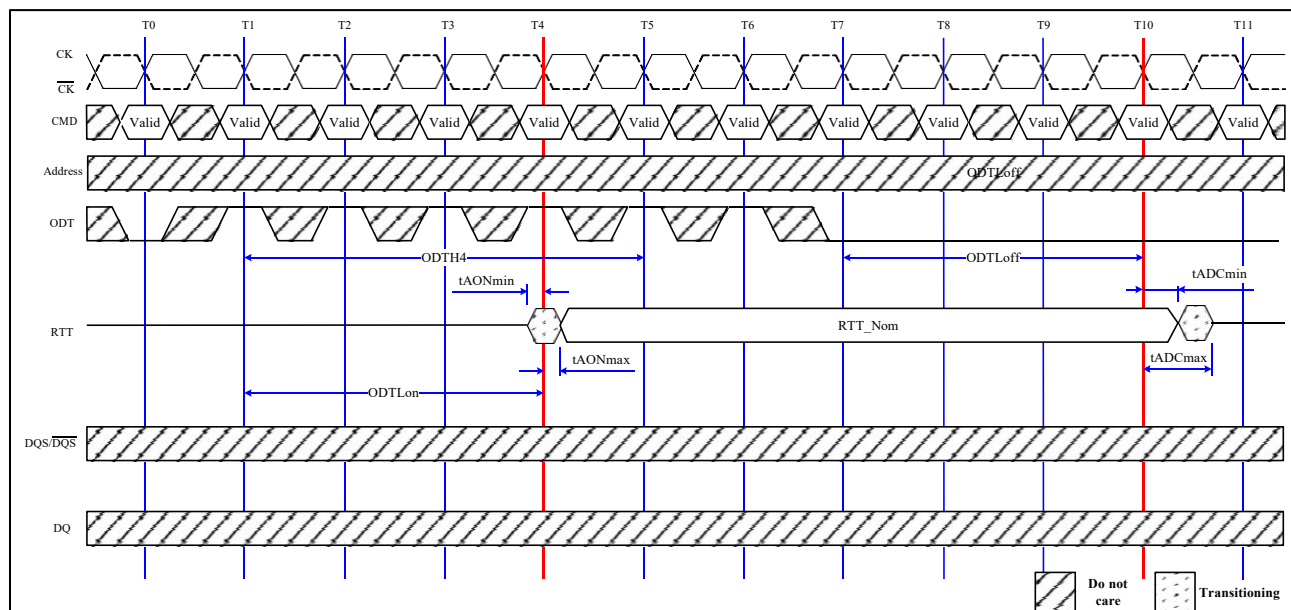 T0 T1 T2 T3 T4 T5 T6 T7 T8 T9 T10 T11
CK
CK
CMD Valid Valid Valid Valid Valid Valid Valid Valid Valid Valid Valid Valid
Address ODTLoff
ODT
ODTH4 ODTLoff
tAONmin tADCmin
RTT RTT_Nom
tAONmax tADCmax
ODTLon
DQS/DQS
DQ
Do not care Transitioning